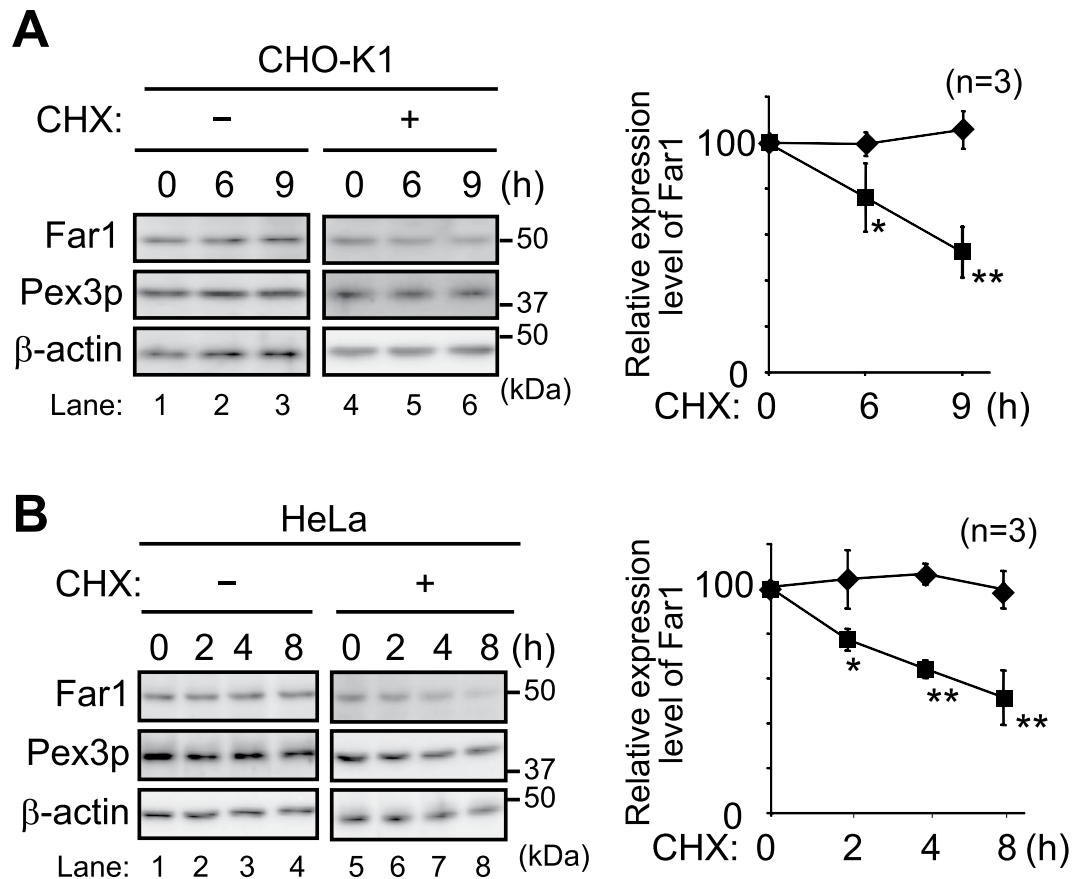 A
CHO-K1
CHX: − +
0 6 9 0 6 9 (h)
Far1 50
Pex3p 37
β-actin 50
(kDa)
Lane: 1 2 3 4 5 6
(n=3)
Relative expression
level of Far1
100
0
CHX: 0 6 9 (h)
*
**
B
HeLa
CHX: − +
0 2 4 8 0 2 4 8 (h)
Far1 50
Pex3p 37
β-actin 50
(kDa)
Lane: 1 2 3 4 5 6 7 8
(n=3)
Relative expression
level of Far1
100
0
CHX: 0 2 4 8 (h)
*
**
**